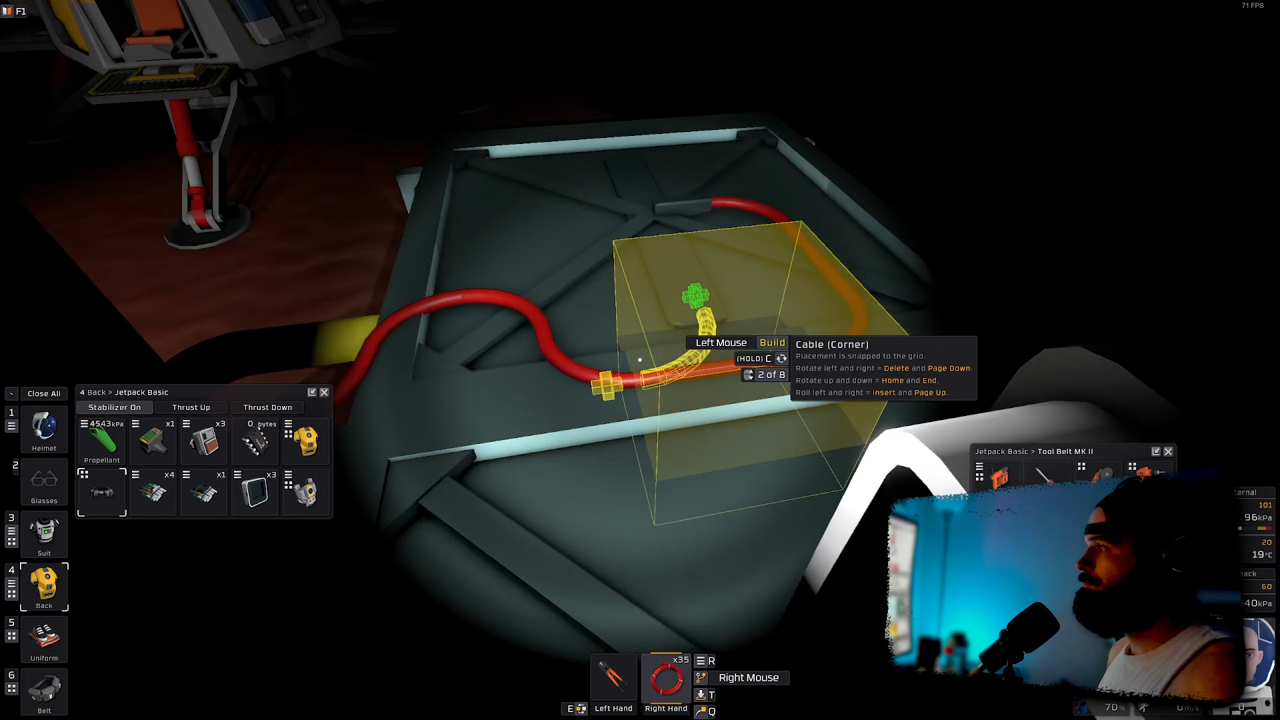 F1
71 FPS
Left Mouse Build
(HOLD) C
2 of 8
Cable (Corner)
Placement is snapped to the grid.
Rotate left and right = Delete and Page Down.
Rotate up and down = Home and End.
Roll left and right = Insert and Page Up.
- Close All
1
Helmet
2
Glasses
3
Suit
4
Back
5
Uniform
6
Belt
4 Back > Jetpack Basic
Stabilizer On Thrust Up Thrust Down
4543kPa x1 x3 0 bytes
Propellant
x4 x1 x3
Jetpack Basic > Tool Belt MK II
ternal
101
96kPa
20
19°C
60
40kPa
x35
R
Right Mouse
T
E Left Hand Right Hand Q
70% 0m/s